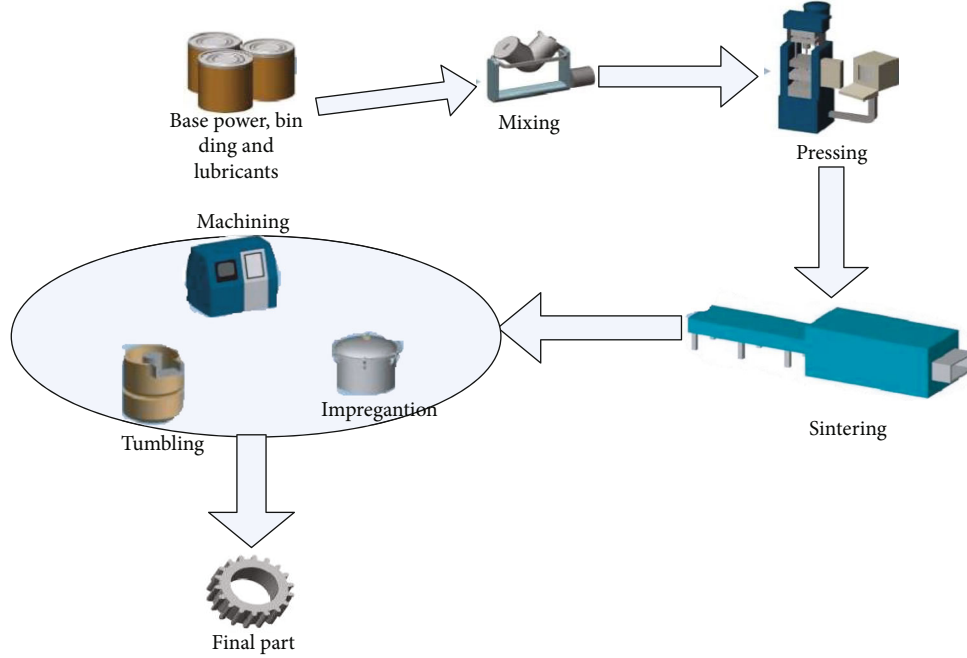 Base power, bin
ding and
lubricants
Mixing
Pressing
Machining
Tumbling
Impregantion
Sintering
Final part